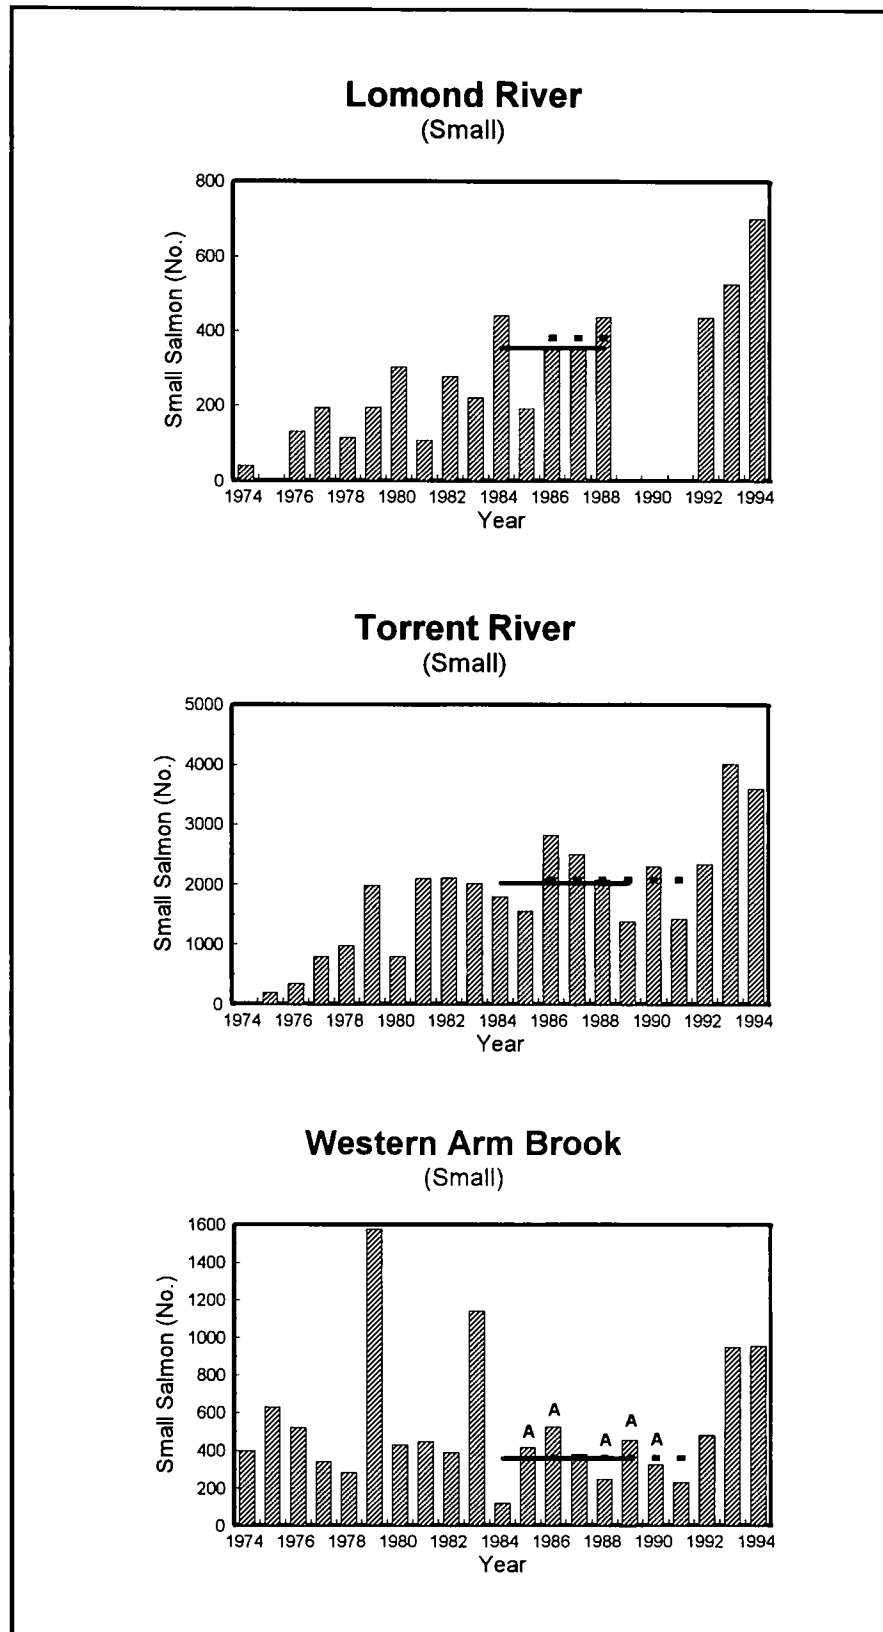 Lomond River
(Small)
Small Salmon (No.)
800
600
400
200
0
1974 1976 1978 1980 1982 1984 1986 1988 1990 1992 1994
Year
Torrent River
(Small)
Small Salmon (No.)
5000
4000
3000
2000
1000
0
1974 1976 1978 1980 1982 1984 1986 1988 1990 1992 1994
Year
Western Arm Brook
(Small)
Small Salmon (No.)
1600
1400
1200
1000
800
600
400
200
0
A A A A A
1974 1976 1978 1980 1982 1984 1986 1988 1990 1992 1994
Year